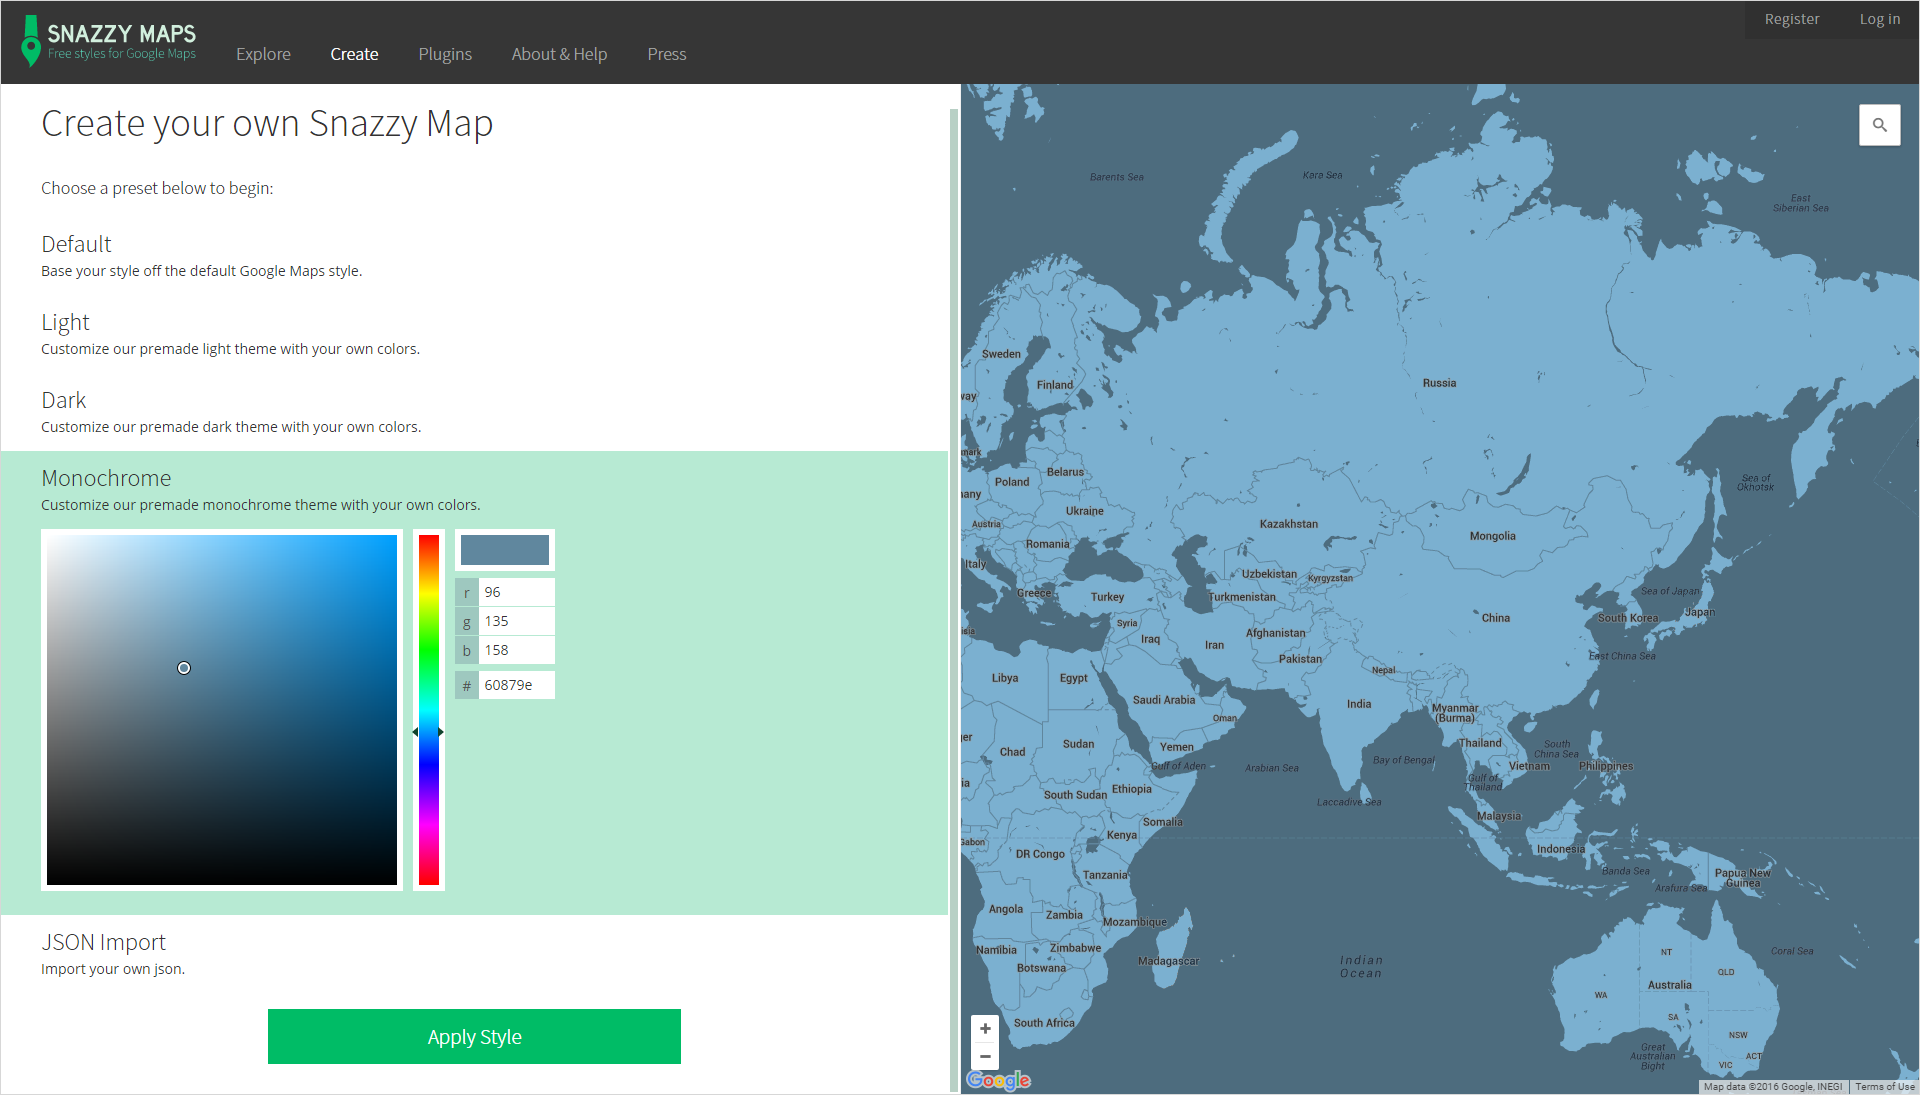 SNAZZY MAPS
Free styles for Google Maps
Explore
Create
Plugins
About & Help
Press
Register
Log in
Create your own Snazzy Map
Choose a preset below to begin:
Default
Base your style off the default Google Maps style.
Light
Customize our premade light theme with your own colors.
Dark
Customize our premade dark theme with your own colors.
Monochrome
Customize our premade monochrome theme with your own colors.
r 96
g 135
b 158
# 60879e
JSON Import
Import your own json.
Apply Style
Barents Sea
Kara Sea
East
Siberian Sea
Sweden
Finland
way
Russia
nark
Belarus
Poland
any
Ukraine
Austria
Romania
Italy
Greece
Turkey
Kazakhstan
Mongolia
Sea of
Okhotsk
Uzbekistan
Kyrgyzstan
Turkmenistan
Sea of Japan
Japan
South Korea
China
isia
Syria
Iraq
Iran
Afghanistan
Pakistan
Nepal
East China Sea
Libya
Egypt
Saudi Arabia
Oman
India
Myanmar
(Burma)
ger
Chad
Sudan
Yemen
Gulf of Aden
Arabian Sea
Bay of Bengal
Thailand
South
China Sea
Vietnam
Philippines
Gulf of
Thailand
ia
South Sudan
Ethiopia
Laccadive Sea
Malaysia
Somalia
Kenya
Gabon
DR Congo
Indonesia
Tanzania
Banda Sea
Arafura Sea
Papua New
Guinea
Angola
Zambia
Mozambique
Namibia
Zimbabwe
Botswana
Madagascar
Indian
Ocean
Coral Sea
NT
QLD
WA
Australia
SA
South Africa
NSW
Great
Australian
Bight
ACT
VIC
+
−
Google
Map data ©2016 Google, INEGI
Terms of Use